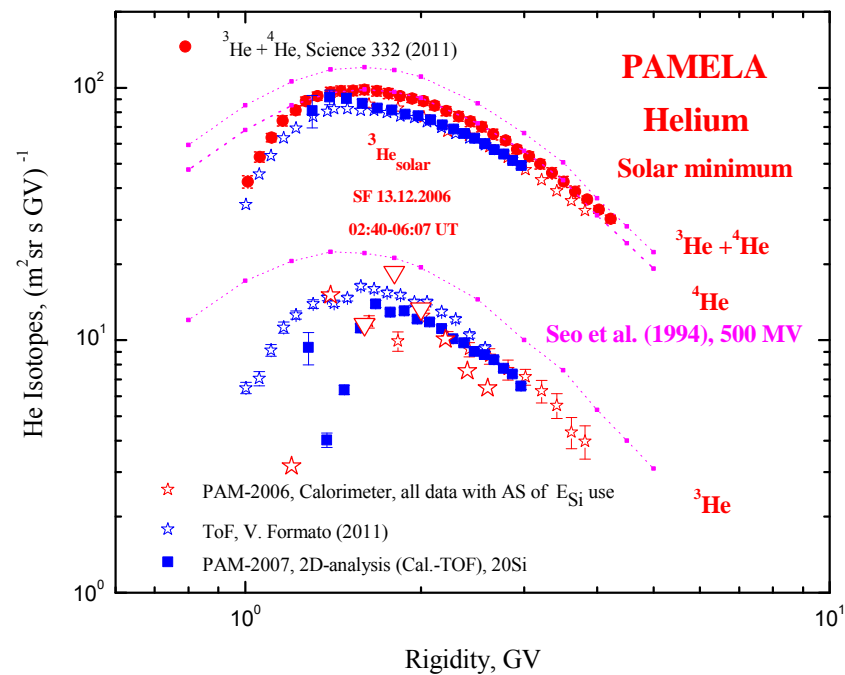 ³He + ⁴He, Science 332 (2011)
PAMELA
Helium
Solar minimum
³He_solar
SF 13.12.2006
02:40-06:07 UT
³He +⁴He
⁴He
Seo et al. (1994), 500 MV
³He
PAM-2006, Calorimeter, all data with AS of E_Si use
ToF, V. Formato (2011)
PAM-2007, 2D-analysis (Cal.-TOF), 20Si
He Isotopes, (m² sr s GV)⁻¹
10²
10¹
10⁰
10⁰
10¹
Rigidity, GV